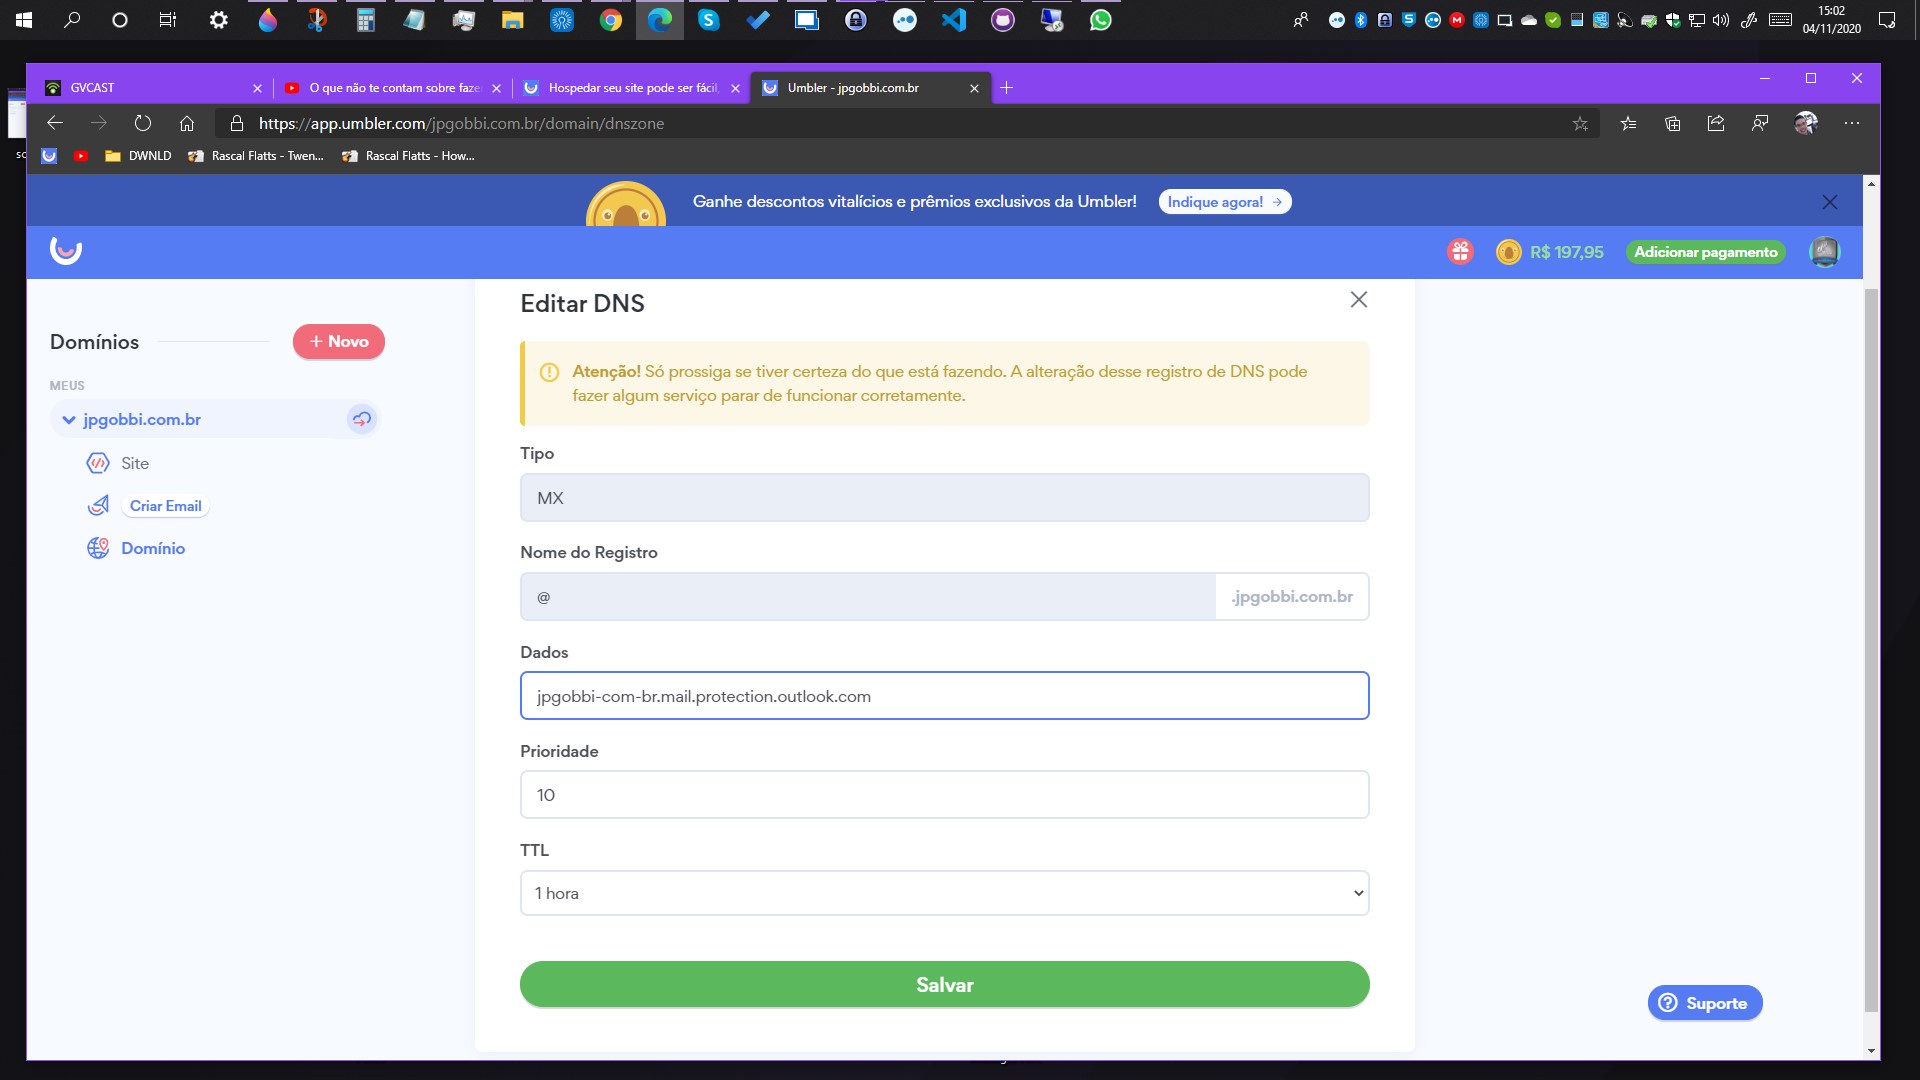 15:02
04/11/2020
GVCAST
O que não te contam sobre faze
Hospedar seu site pode ser fácil,
Umbler - jpgobbi.com.br
https://app.umbler.com/jpgobbi.com.br/domain/dnszone
DWNLD
Rascal Flatts - Twen...
Rascal Flatts - How...
Ganhe descontos vitalícios e prêmios exclusivos da Umbler!
Indique agora! →
R$ 197,95
Adicionar pagamento
Domínios
+ Novo
MEUS
jpgobbi.com.br
Site
Criar Email
Domínio
Editar DNS
Atenção! Só prossiga se tiver certeza do que está fazendo. A alteração desse registro de DNS pode
fazer algum serviço parar de funcionar corretamente.
Tipo
MX
Nome do Registro
@
.jpgobbi.com.br
Dados
jpgobbi-com-br.mail.protection.outlook.com
Prioridade
10
TTL
1 hora
Salvar
Suporte